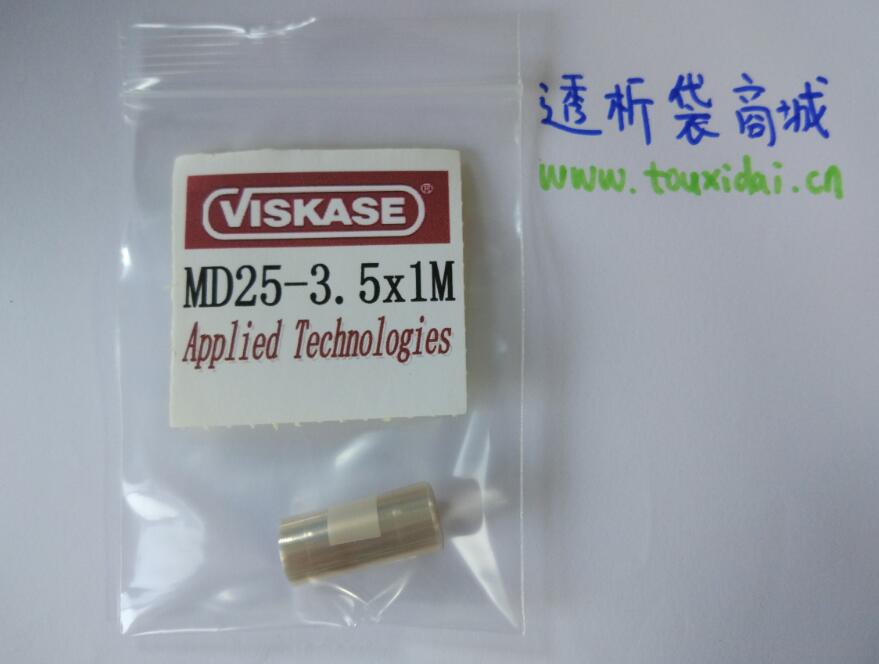 透析袋商城
www.touxidai.cn
VISKASE®
MD25-3.5x1M
Applied Technologies